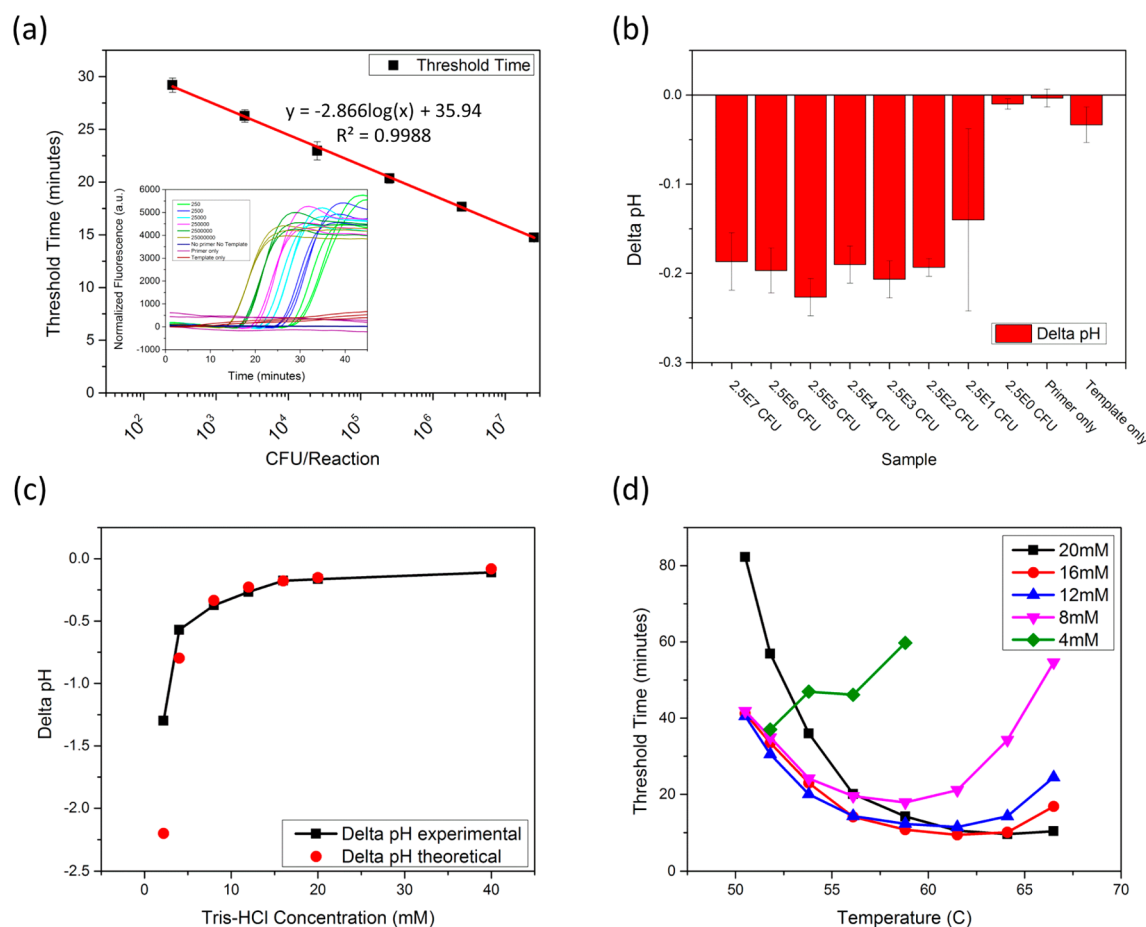 (a)
Threshold Time
y = -2.866log(x) + 35.94
R² = 0.9988
Threshold Time (minutes)
35
30
25
20
15
10
5
0
10²
10³
10⁴
10⁵
10⁶
10⁷
CFU/Reaction
Normalized Fluorescence (a.u.)
6000
5000
4000
3000
2000
1000
0
-1000
250
2500
25000
250000
2500000
25000000
No primer No Template
Primer only
Template only
0 10 20 30 40
Time (minutes)
(b)
Delta pH
0.0
-0.1
-0.2
-0.3
Delta pH
2.5E7 CFU
2.5E6 CFU
2.5E5 CFU
2.5E4 CFU
2.5E3 CFU
2.5E2 CFU
2.5E1 CFU
2.5E0 CFU
Primer only
Template only
Sample
(c)
Delta pH
0.0
-0.5
-1.0
-1.5
-2.0
-2.5
Delta pH experimental
Delta pH theoretical
0 10 20 30 40
Tris-HCl Concentration (mM)
(d)
Threshold Time (minutes)
80
60
40
20
0
20mM
16mM
12mM
8mM
4mM
50 55 60 65 70
Temperature (C)